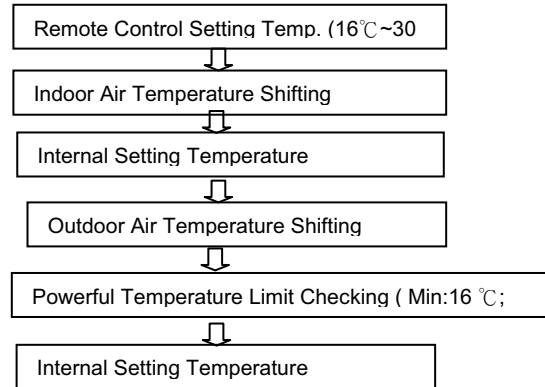 Remote Control Setting Temp. (16℃~30
Indoor Air Temperature Shifting
Internal Setting Temperature
Outdoor Air Temperature Shifting
Powerful Temperature Limit Checking ( Min:16 ℃;
Internal Setting Temperature